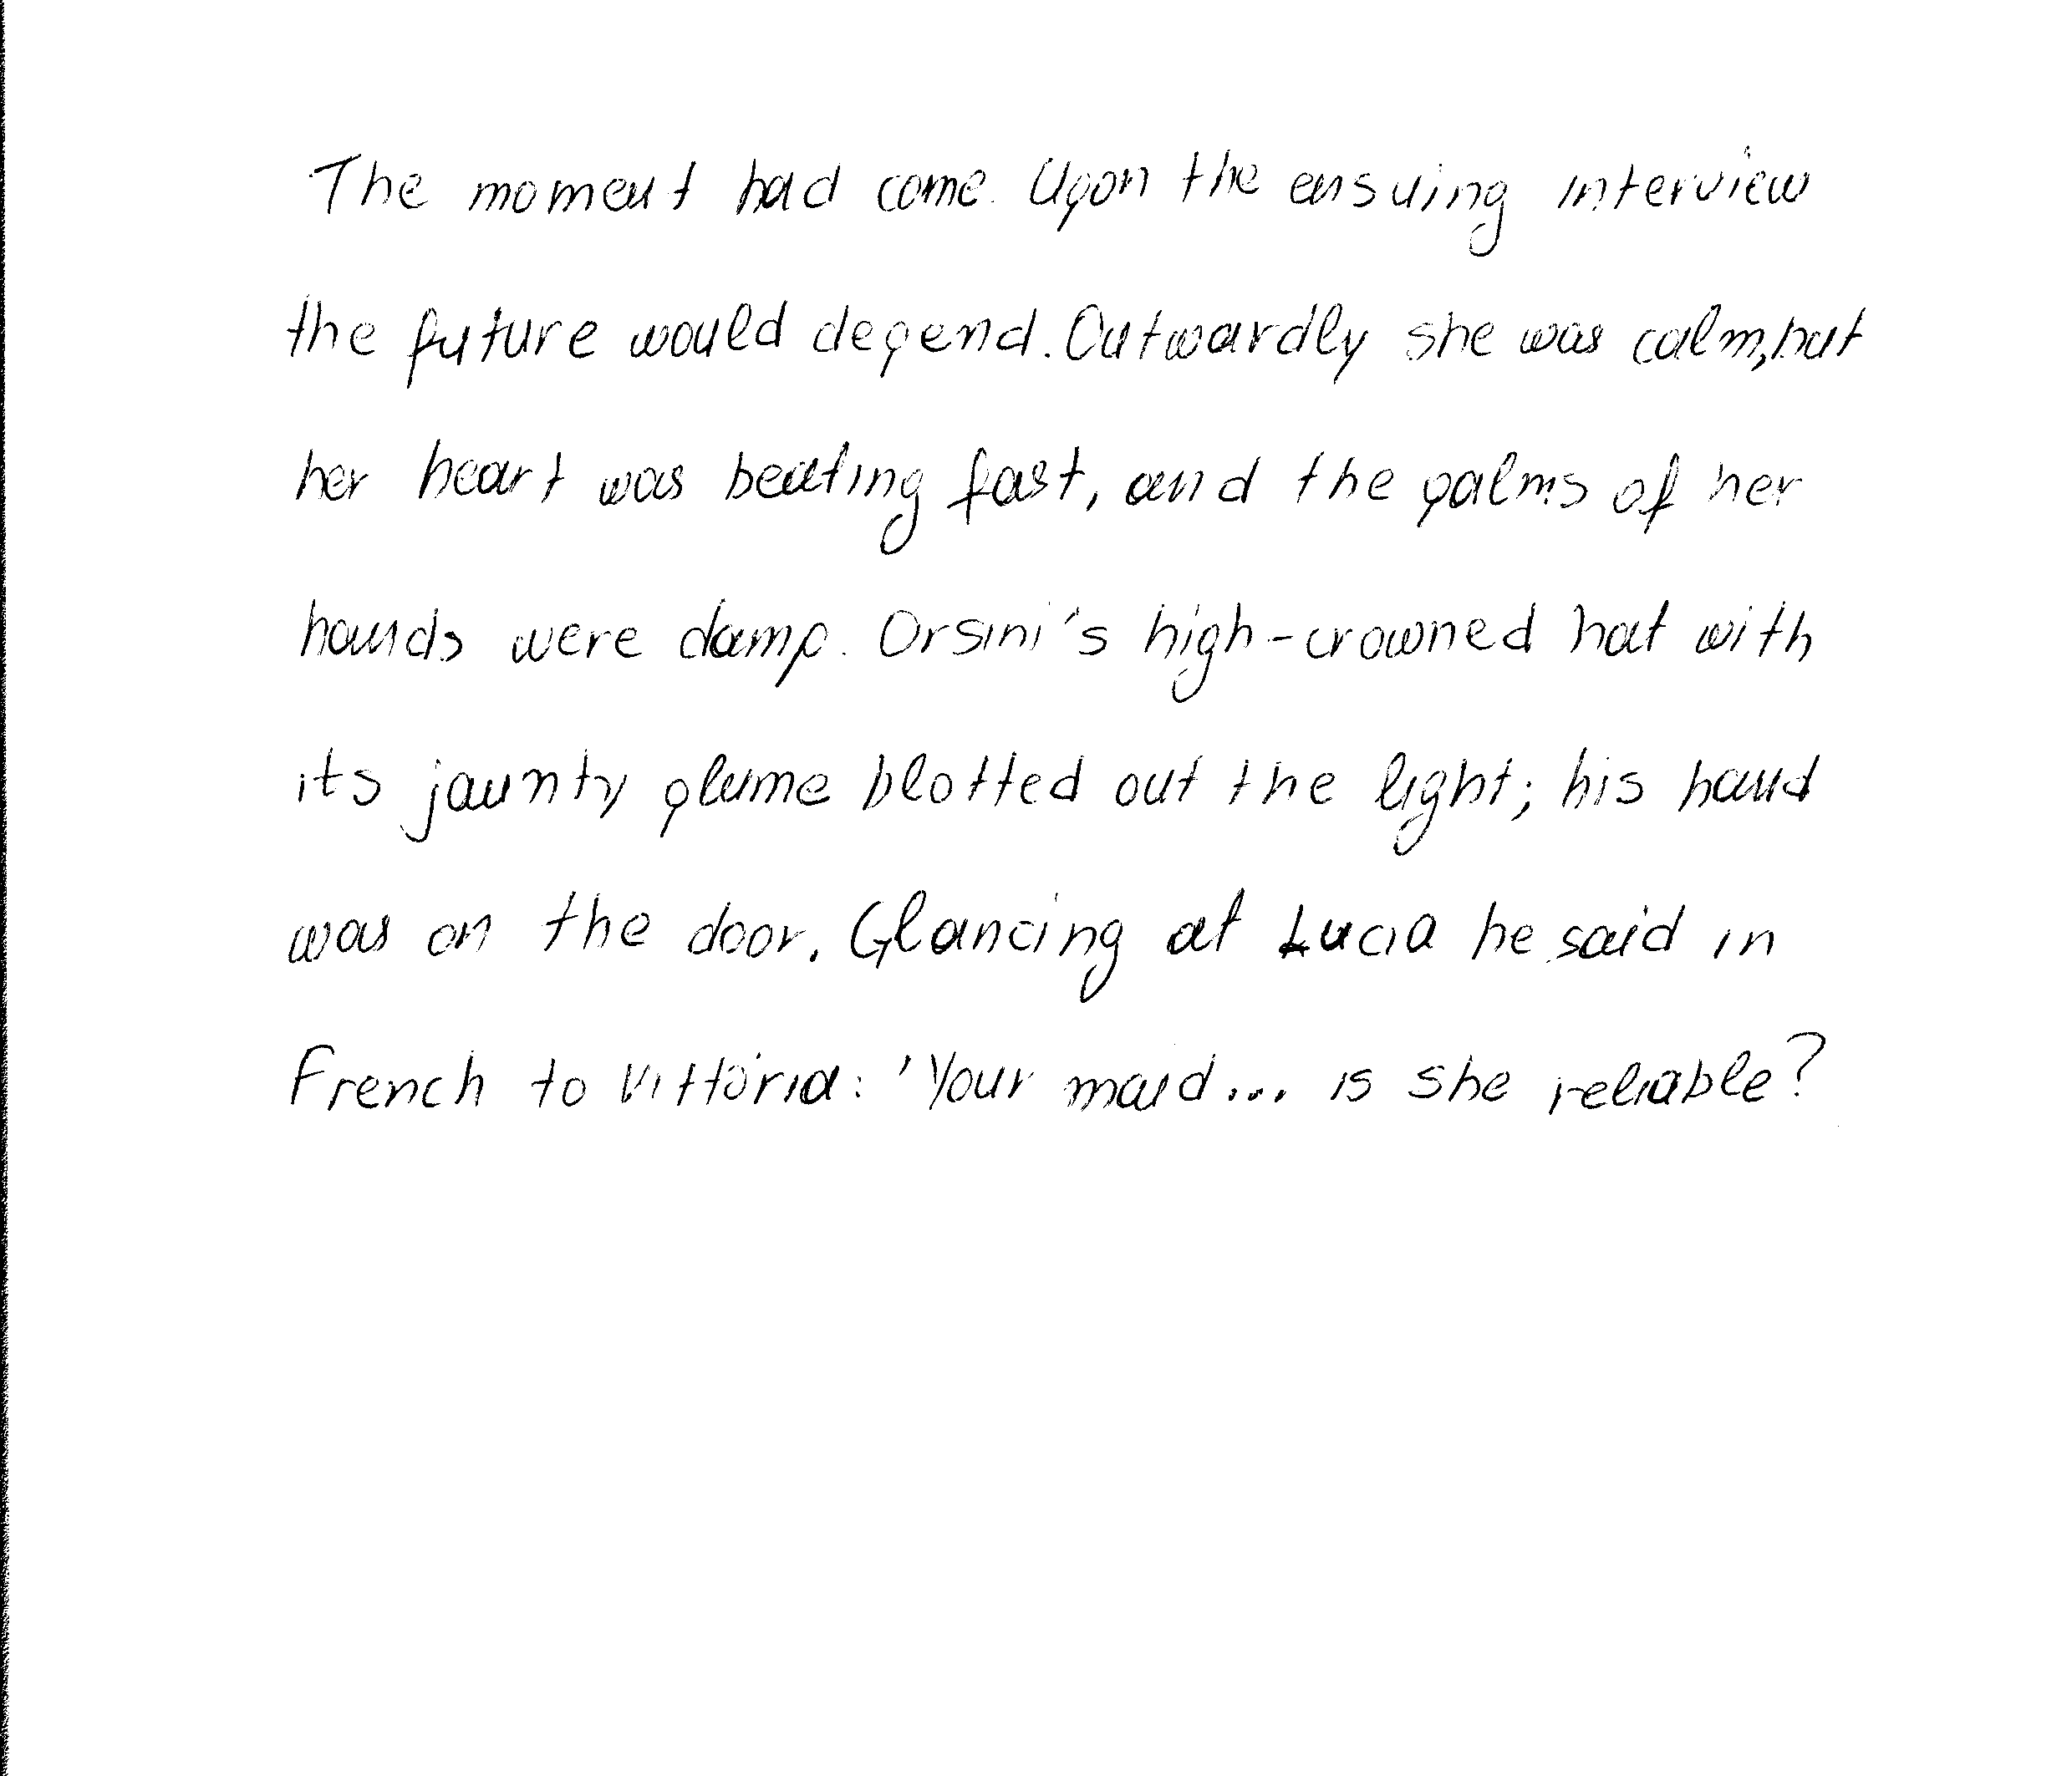 The moment had come. Upon the ensuing interview
the future would depend. Outwardly she was calm, but
her heart was beating fast, and the palms of her
hands were damp. Orsini's high-crowned hat with
its jaunty plume blotted out the light; his hand
was on the door. Glancing at Lucia he said in
French to Vittoria: 'Your maid... is she reliable?